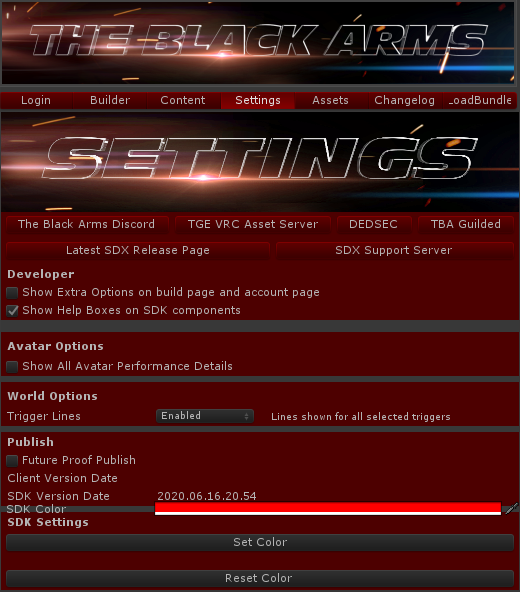 THE BLACK ARMS
Login Builder Content Settings Assets Changelog LoadBundle
SETTINGS
The Black Arms Discord TGE VRC Asset Server DEDSEC TBA Guilded
Latest SDX Release Page SDX Support Server
Developer
Show Extra Options on build page and account page
Show Help Boxes on SDK components
Avatar Options
Show All Avatar Performance Details
World Options
Trigger Lines Enabled Lines shown for all selected triggers
Publish
Future Proof Publish
Client Version Date
SDK Version Date 2020.06.16.20.54
SDK Color
SDK Settings
Set Color
Reset Color